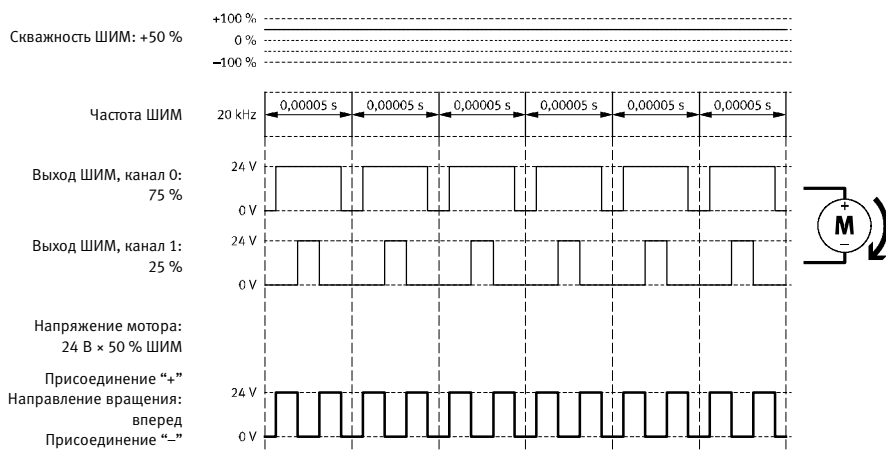 Скважность ШИМ: +50 %
+100 %
0 %
–100 %
Частота ШИМ
20 kHz
0,00005 s
0,00005 s
0,00005 s
0,00005 s
0,00005 s
0,00005 s
Выход ШИМ, канал 0:
75 %
24 V
0 V
Выход ШИМ, канал 1:
25 %
24 V
0 V
+
M
–
Напряжение мотора:
24 В × 50 % ШИМ
Присоединение “+”
Направление вращения:
вперед
Присоединение “–”
24 V
0 V